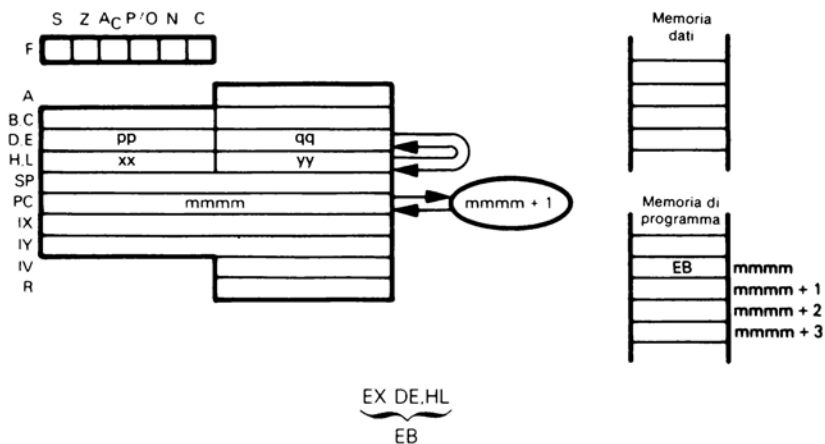 S Z AC P/O N C
F
A
B.C
D.E pp qq
H.L xx yy
SP
PC mmmm mmmm + 1
IX
IY
IV
R
Memoria
dati
Memoria di
programma
EB mmmm
mmmm + 1
mmmm + 2
mmmm + 3
EX DE,HL
EB